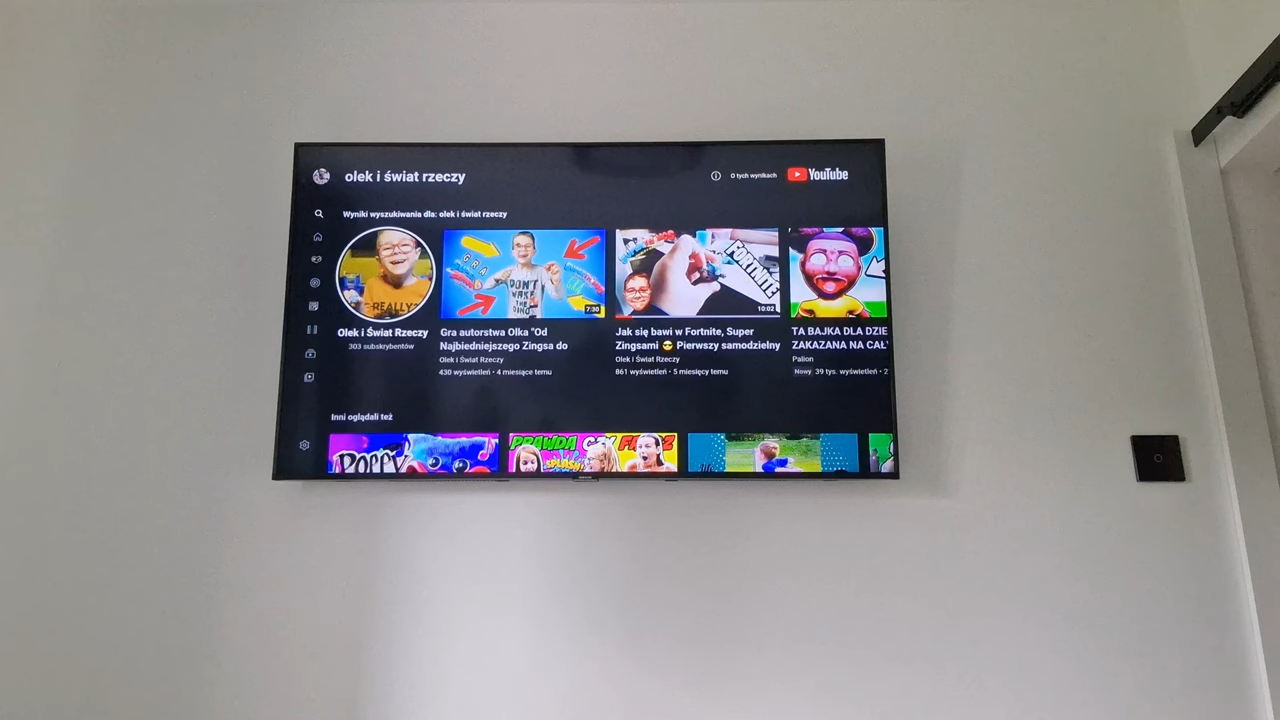 olek i świat rzeczy
O tych wynikach
YouTube
Wyniki wyszukiwania dla: olek i świat rzeczy
REALLY?
Olek i Świat Rzeczy
303 subskrybentów
GRA
DON'T
WAKE
THE
DINO
7:30
Gra autorstwa Olka "Od
Najbiedniejszego Zingsa do
Olek i Świat Rzeczy
430 wyświetleń • 4 miesiące temu
FORTNITE
10:02
Jak się bawi w Fortnite, Super
Zingsami 😎 Pierwszy samodzielny
Olek i Świat Rzeczy
861 wyświetleń • 5 miesięcy temu
TA BAJKA DLA DZIE
ZAKAZANA NA CAŁ
Palion
Nowy 39 tys. wyświetleń • 2
Inni oglądali też
POPPY
PRAWDA CZY FAŁSZ
SPLASH
SAMSUNG